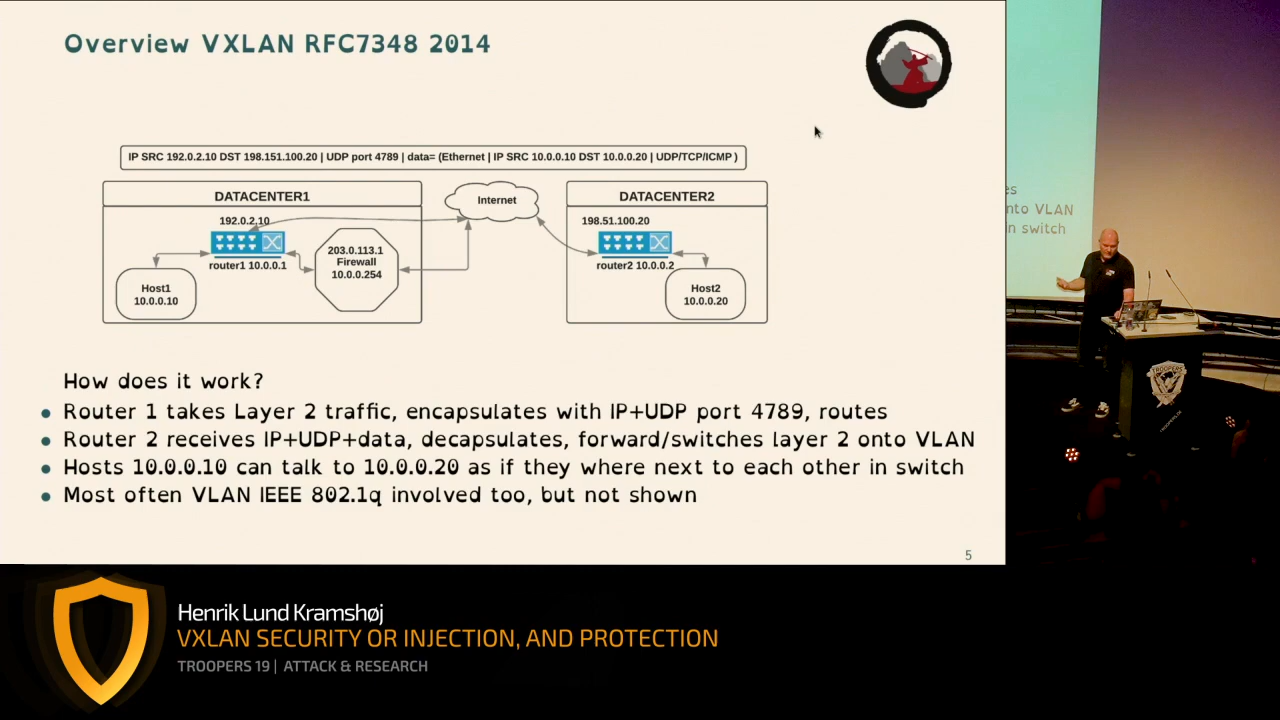 Overview VXLAN RFC7348 2014
IP SRC 192.0.2.10 DST 198.151.100.20 | UDP port 4789 | data= (Ethernet | IP SRC 10.0.0.10 DST 10.0.0.20 | UDP/TCP/ICMP )
DATACENTER1
Internet
DATACENTER2
192.0.2.10
198.51.100.20
203.0.113.1
Firewall
10.0.0.254
router1 10.0.0.1
router2 10.0.0.2
Host1
10.0.0.10
Host2
10.0.0.20
How does it work?
• Router 1 takes Layer 2 traffic, encapsulates with IP+UDP port 4789, routes
• Router 2 receives IP+UDP+data, decapsulates, forward/switches layer 2 onto VLAN
• Hosts 10.0.0.10 can talk to 10.0.0.20 as if they where next to each other in switch
• Most often VLAN IEEE 802.1q involved too, but not shown
5
es
nto VLAN
n switch
TROOPERS
Henrik Lund Kramshøj
VXLAN SECURITY OR INJECTION, AND PROTECTION
TROOPERS 19 | ATTACK & RESEARCH